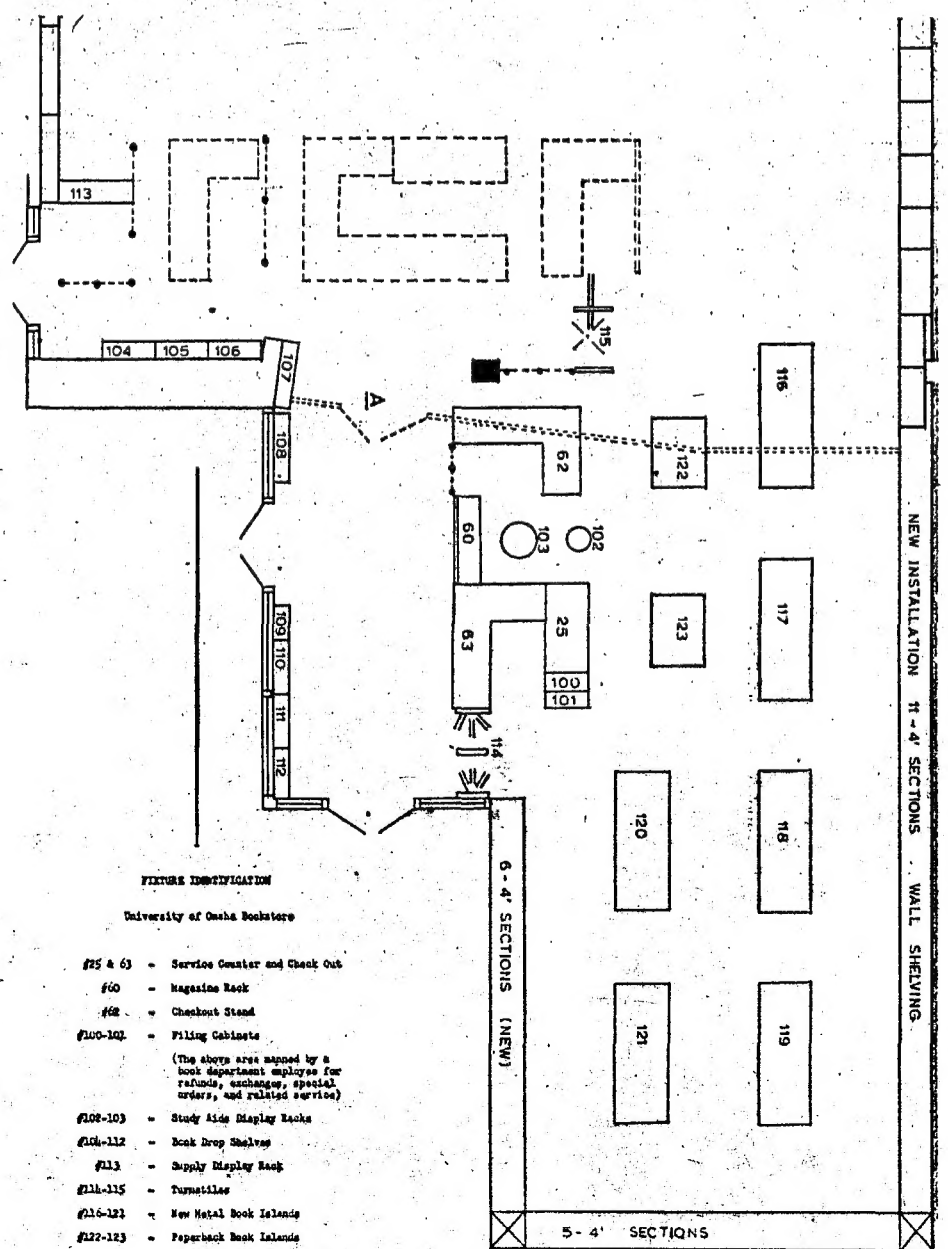 113
104 105 106
107
A
108
115
116
62
122
60
103
102
NEW INSTALLATION 11 - 4' SECTIONS . WALL SHELVING
63
25
123
117
109 110
100
101
111
112
114
120
118
6 - 4' SECTIONS (NEW)
121
119
5 - 4' SECTIONS
FIXTURE IDENTIFICATION
University of Omaha Bookstore
#25 & 63 - Service Counter and Check Out
#60 - Magazine Rack
#62 - Checkout Stand
#100-101 - Filing Cabinets
(The above area manned by a
book department employee for
refunds, exchanges, special
orders, and related service)
#102-103 - Study Aids Display Racks
#104-112 - Book Drop Shelves
#113 - Supply Display Rack
#114-115 - Turnstiles
#116-121 - New Metal Book Islands
#122-123 - Paperback Book Islands